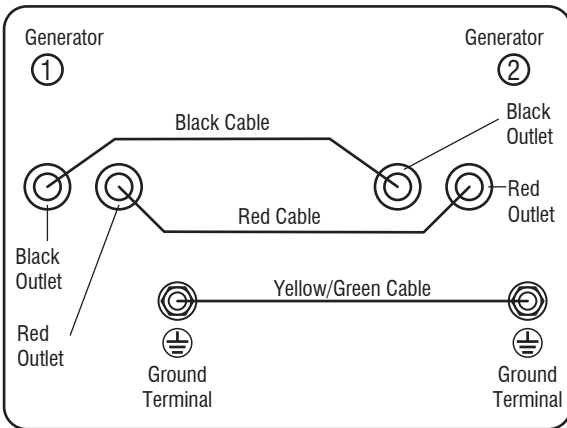 Generator
1
Generator
2
Black Cable
Black
Outlet
Red
Outlet
Red Cable
Black
Outlet
Yellow/Green Cable
Red
Outlet
Ground
Terminal
Ground
Terminal